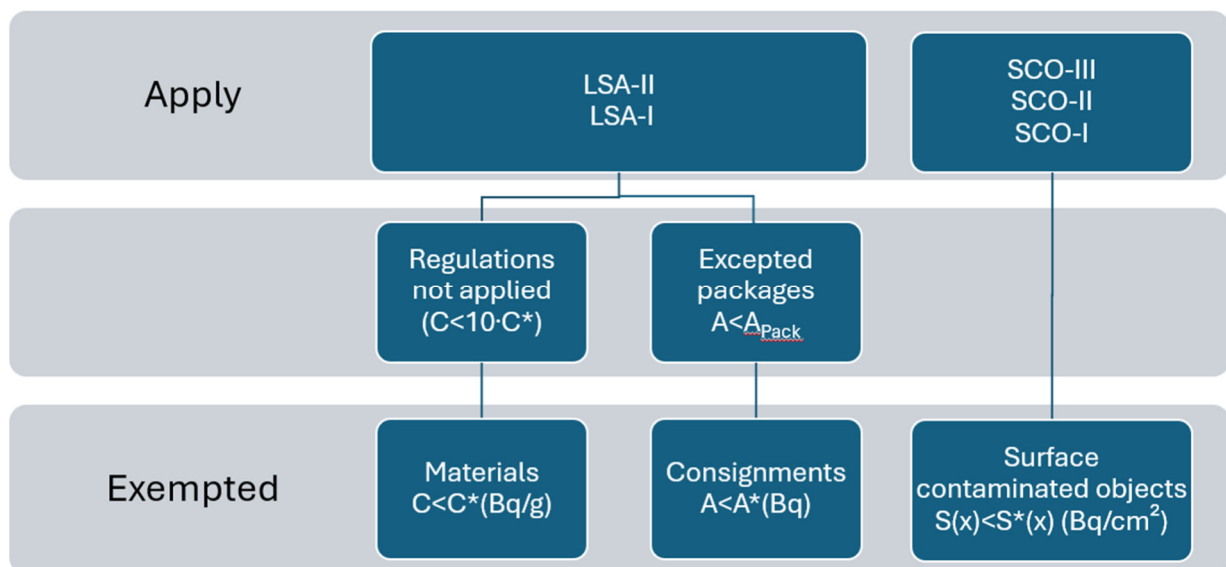 Apply
LSA-II
LSA-I
SCO-III
SCO-II
SCO-I
Regulations
not applied
(C<10·C*)
Excepted
packages
A<A_Pack
Exempted
Materials
C<C*(Bq/g)
Consignments
A<A*(Bq)
Surface
contaminated objects
S(x)<S*(x) (Bq/cm²)